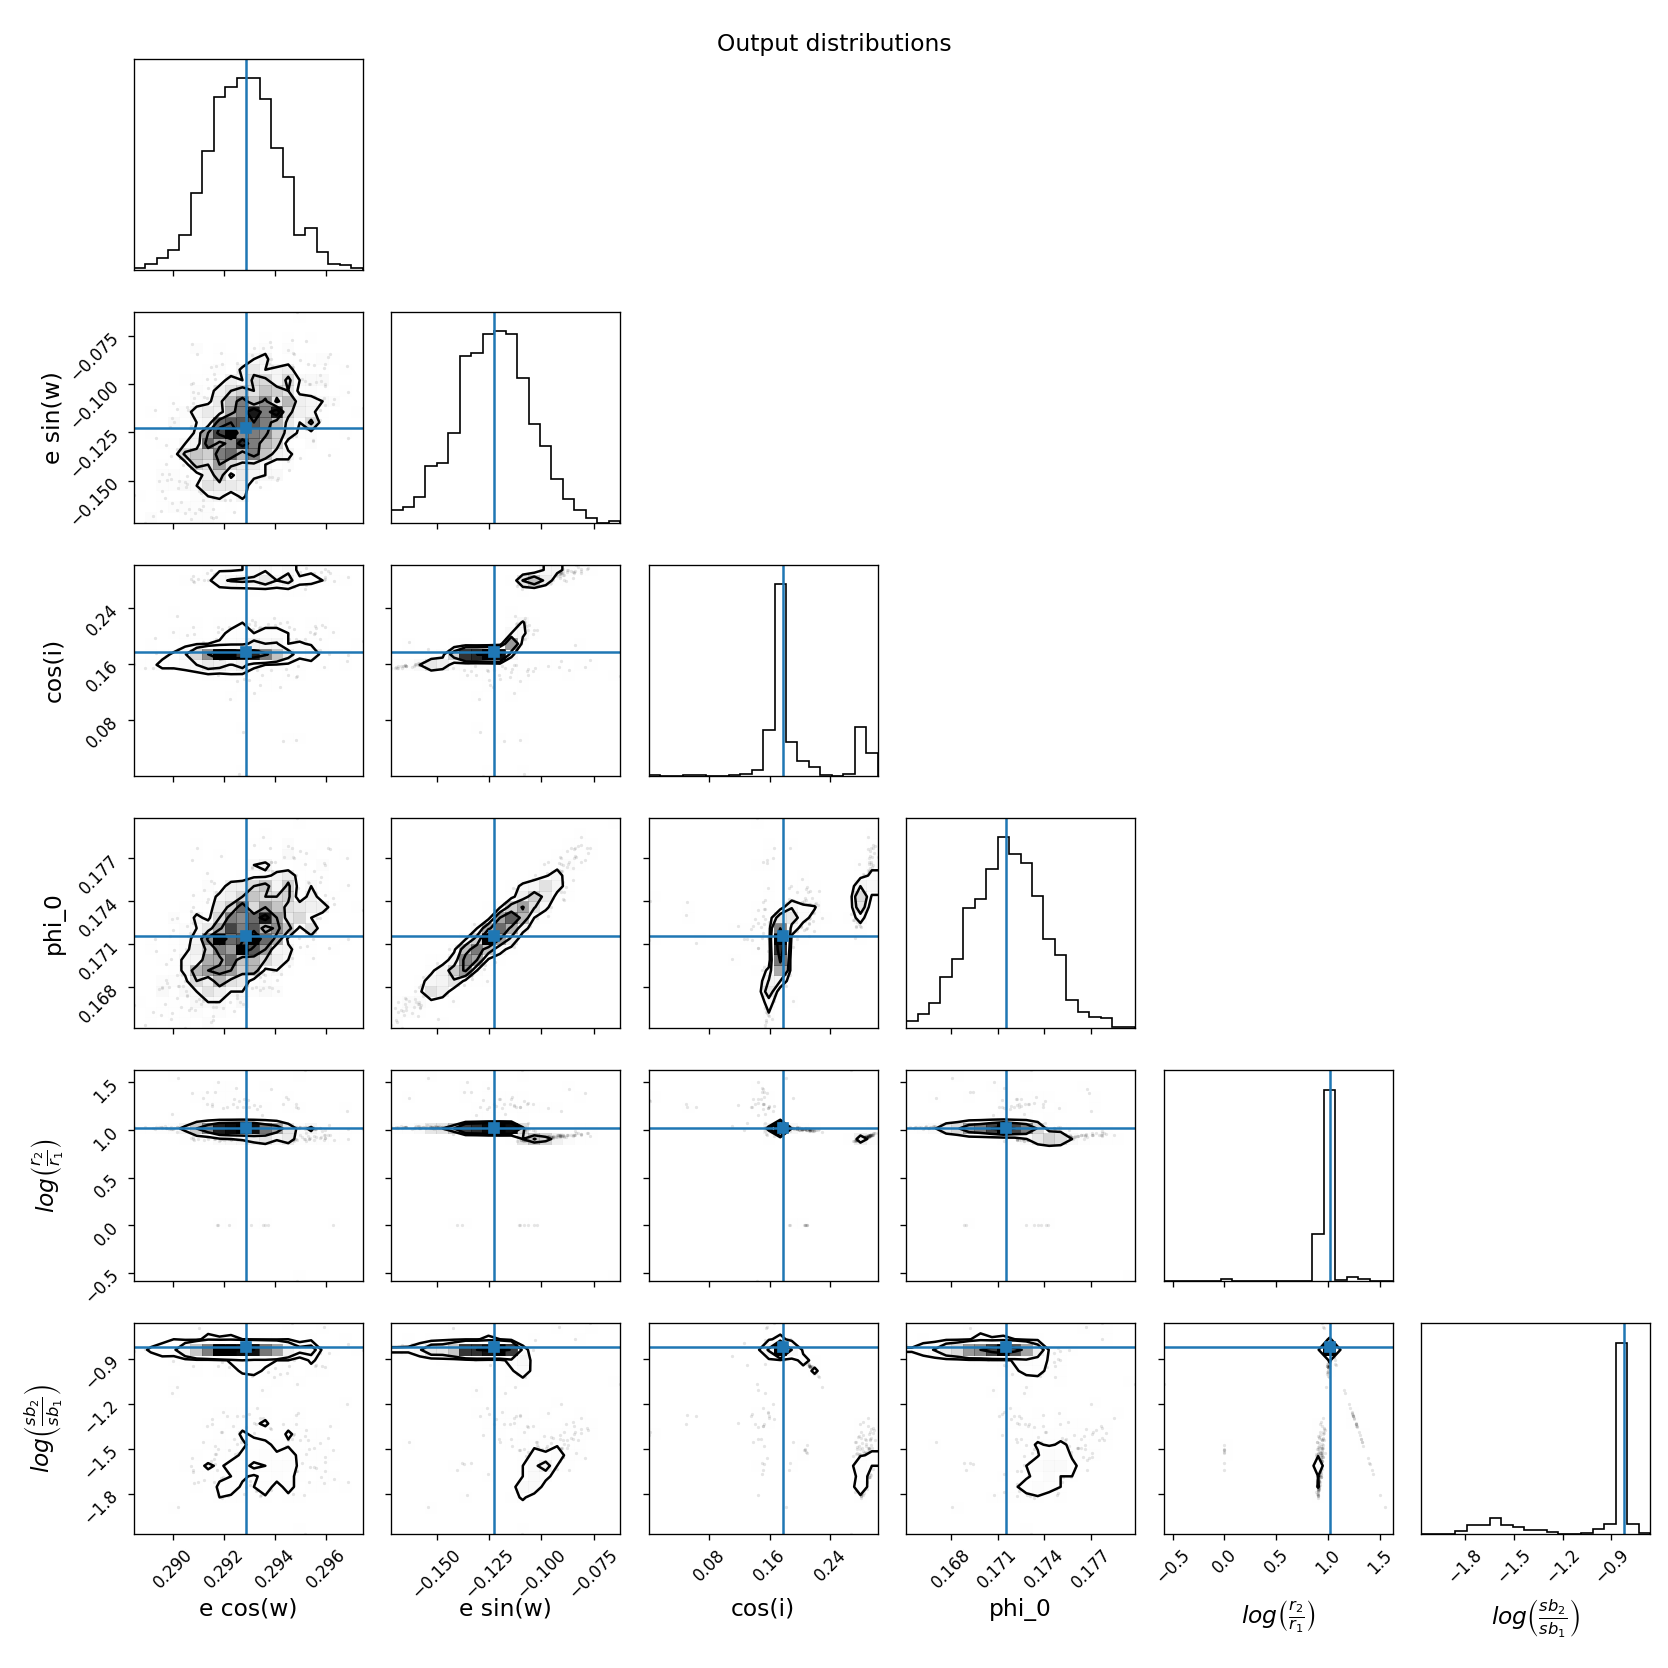 Output distributions
e sin(w)
−0.075
−0.100
−0.125
−0.150
cos(i)
0.24
0.16
0.08
phi_0
0.177
0.174
0.171
0.168
log(r2/r1)
1.5
1.0
0.5
0.0
−0.5
log(sb2/sb1)
−0.9
−1.2
−1.5
−1.8
0.290 0.292 0.294 0.296
e cos(w)
−0.150 −0.125 −0.100 −0.075
e sin(w)
0.08 0.16 0.24
cos(i)
0.168 0.171 0.174 0.177
phi_0
−0.5 0.0 0.5 1.0 1.5
log(r2/r1)
−1.8 −1.5 −1.2 −0.9
log(sb2/sb1)